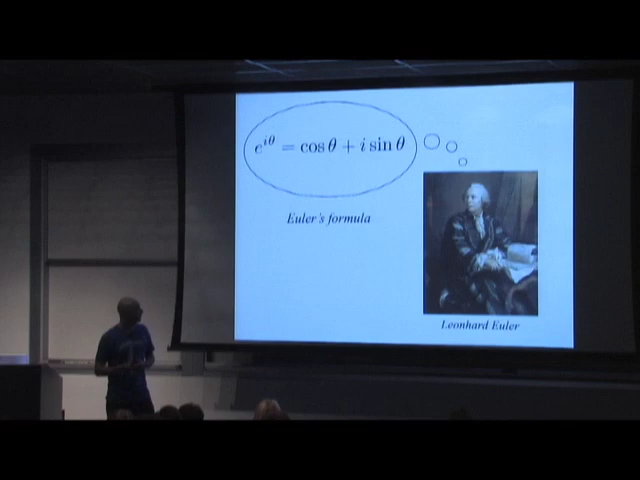 e^{iθ} = cos θ + i sin θ
Euler's formula
Leonhard Euler